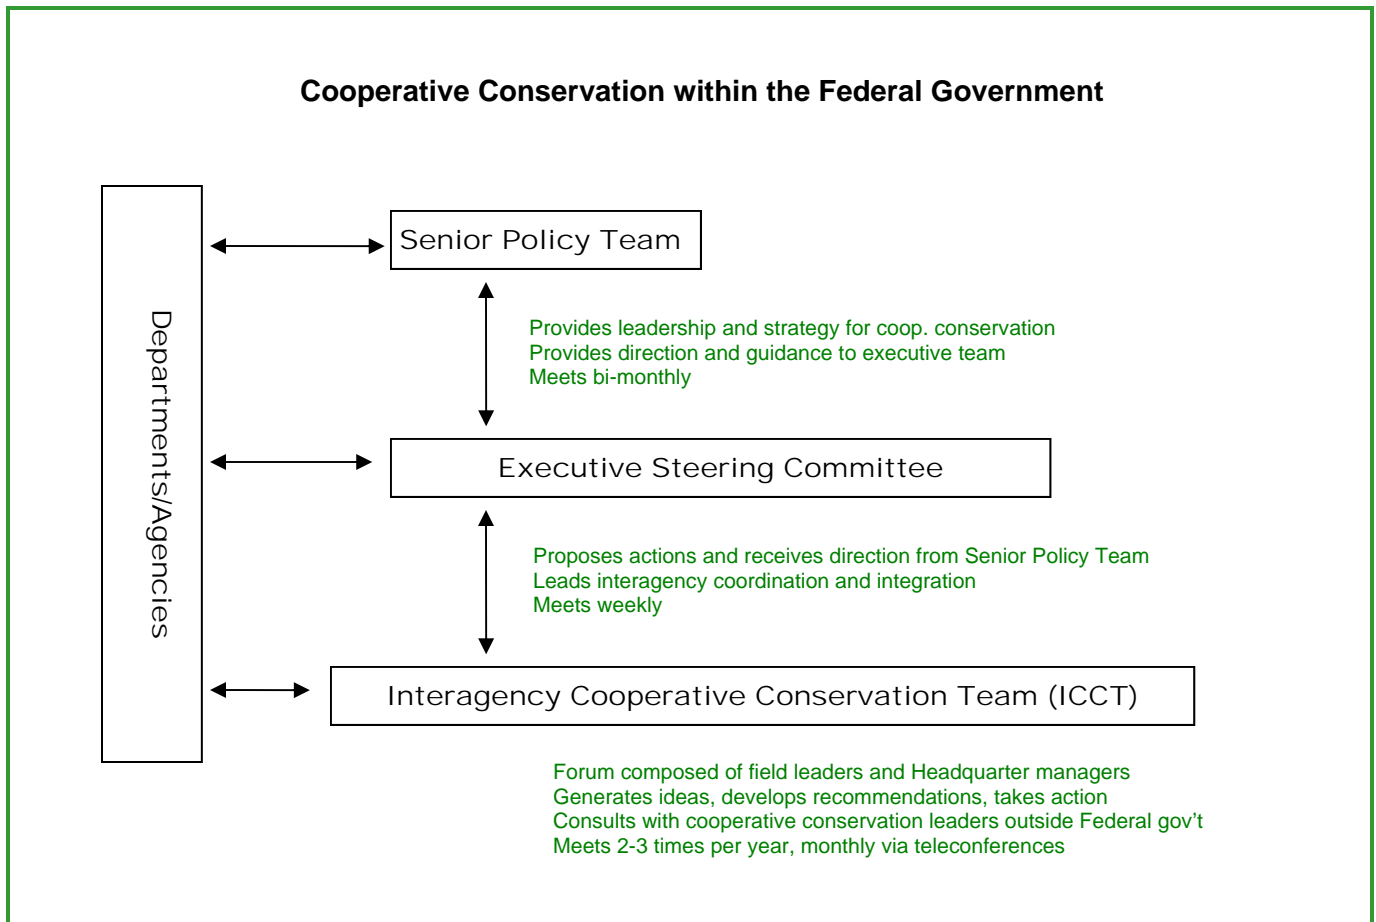 Cooperative Conservation within the Federal Government
Departments/Agencies
Senior Policy Team
Provides leadership and strategy for coop. conservation
Provides direction and guidance to executive team
Meets bi-monthly
Executive Steering Committee
Proposes actions and receives direction from Senior Policy Team
Leads interagency coordination and integration
Meets weekly
Interagency Cooperative Conservation Team (ICCT)
Forum composed of field leaders and Headquarter managers
Generates ideas, develops recommendations, takes action
Consults with cooperative conservation leaders outside Federal gov’t
Meets 2-3 times per year, monthly via teleconferences